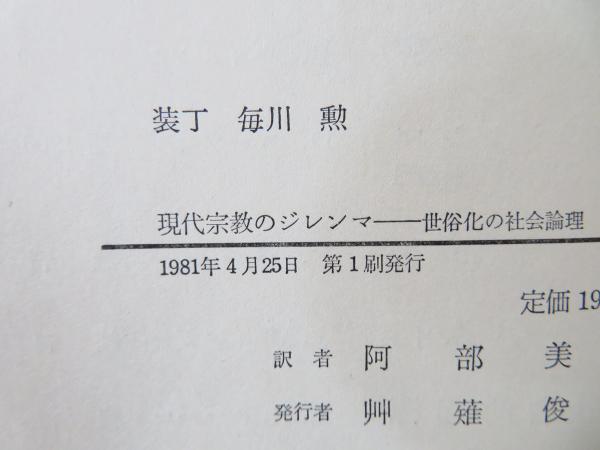 装丁 毎川 勲
現代宗教のジレンマ――世俗化の社会論理
1981年4月25日 第1刷発行
定価19
訳者 阿部美
発行者 艸薙俊